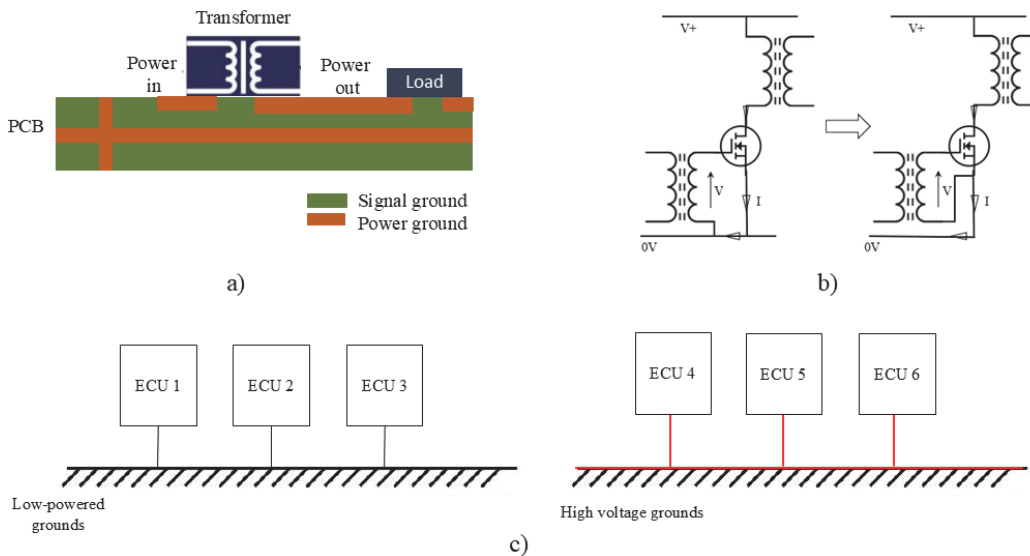 Transformer
Power
in
Power
out
Load
PCB
Signal ground
Power ground
a)
V+
V
I
0V
V+
V
I
0V
b)
ECU 1
ECU 2
ECU 3
Low-powered
grounds
ECU 4
ECU 5
ECU 6
High voltage grounds
c)